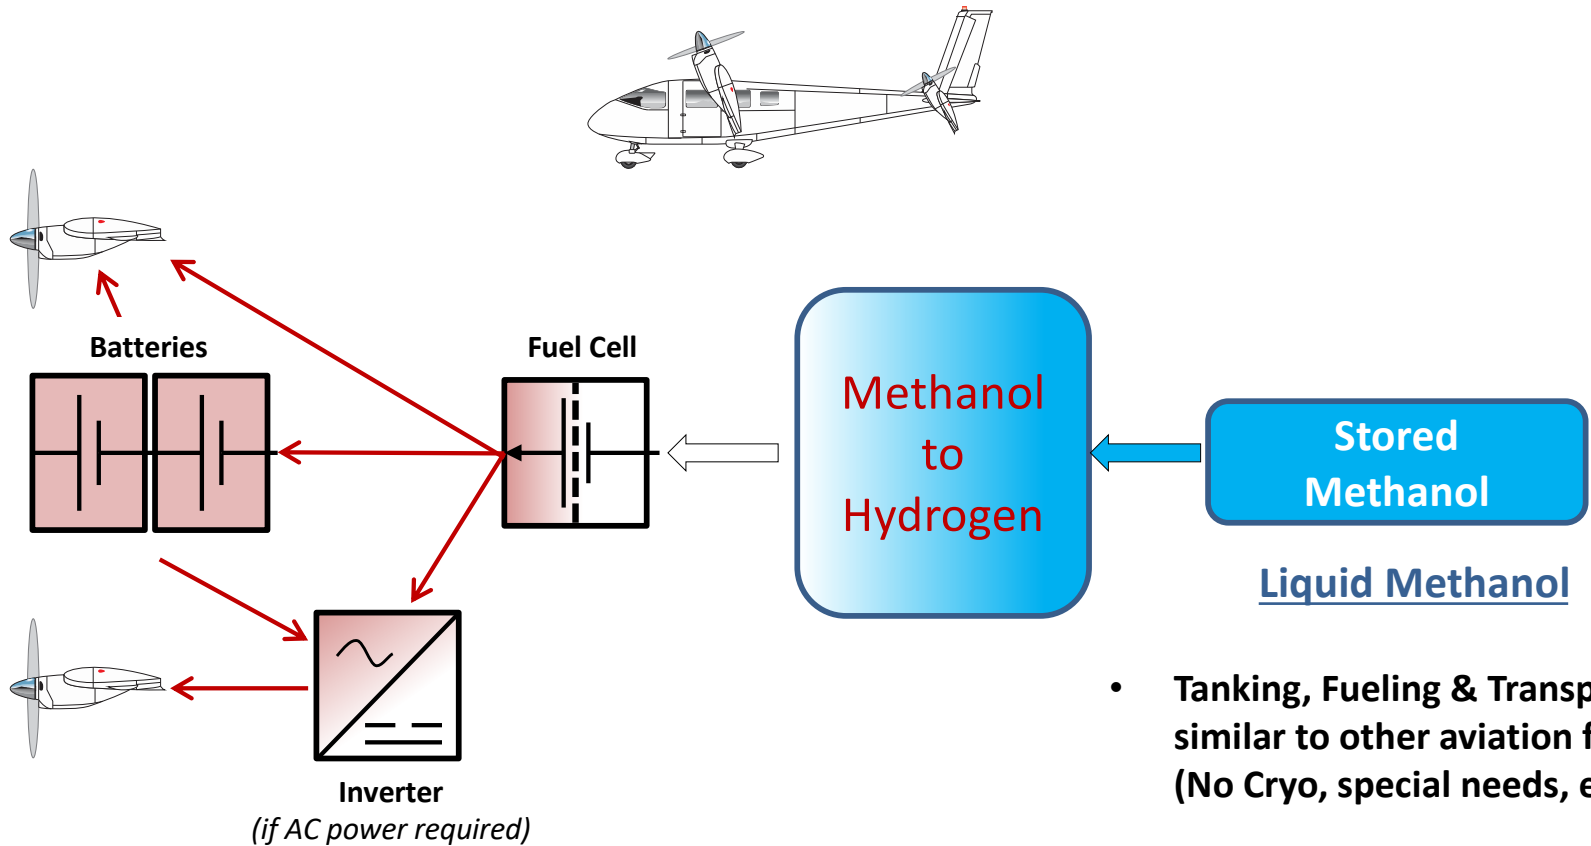 Batteries
Fuel Cell
Methanol
to
Hydrogen
Stored
Methanol
Liquid Methanol
• Tanking, Fueling &
similar to other aviation
(No Cryo, special needs,
Inverter
(if AC power required)